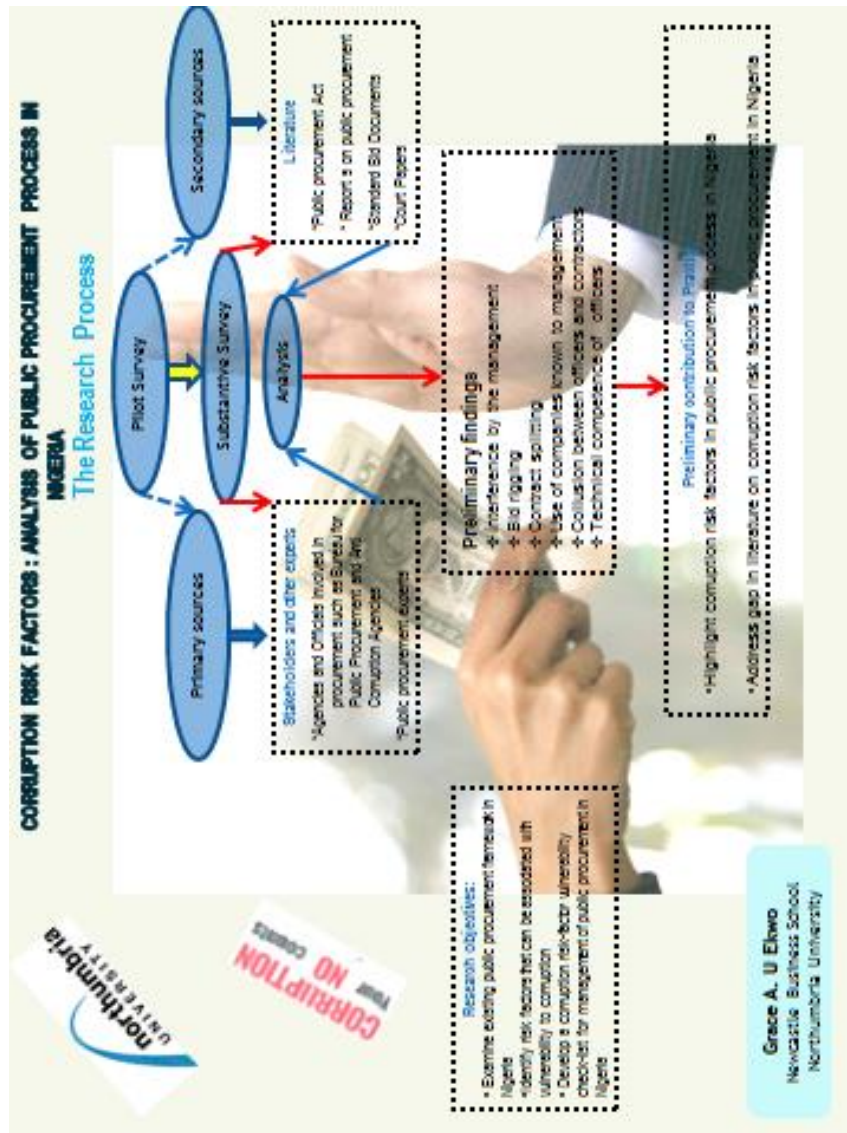 CORRUPTION RISK FACTORS : ANALYSIS OF PUBLIC PROCUREMENT PROCESS IN
NIGERIA
The Research Process
northumbria
UNIVERSITY
CORRUPTION
Your NO Counts
Primary sources
Pilot Survey
Secondary sources
Substantive Survey
Analysis
Stakeholders and other experts
*Agencies and Officials involved in
procurement such as Bureau for
Public Procurement and Anti
Corruption Agencies
*Public procurement experts
Literature
*Public procurement Act
* Reports on public procurement
*Standard Bid Documents
*Court Papers
Research objectives:
* Examine existing public procurement framework in
Nigeria
*Identify risk factors that can be associated with
vulnerability to corruption
* Develop a corruption risk-factor vulnerability
check-list for management of public procurement in
Nigeria
Preliminary findings
❖ Interference by the management
❖ Bid rigging
❖ Contract splitting
❖ Use of companies known to management
❖ Collusion between officers and contractors
❖ Technical competence of officers
Preliminary contribution to Practice
*Highlight corruption risk factors in public procurement process in Nigeria
*Address gap in literature on corruption risk factors in public procurement in Nigeria
Grace A. U Ekwo
Newcastle Business School
Northumbria University